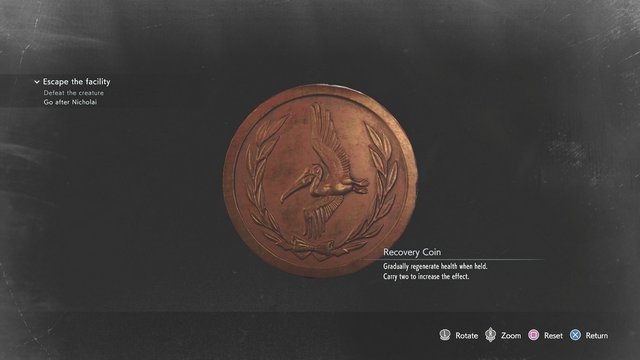 Escape the facility
Defeat the creature
Go after Nicholai
Recovery Coin
Gradually regenerate health when held.
Carry two to increase the effect.
Rotate Zoom Reset Return